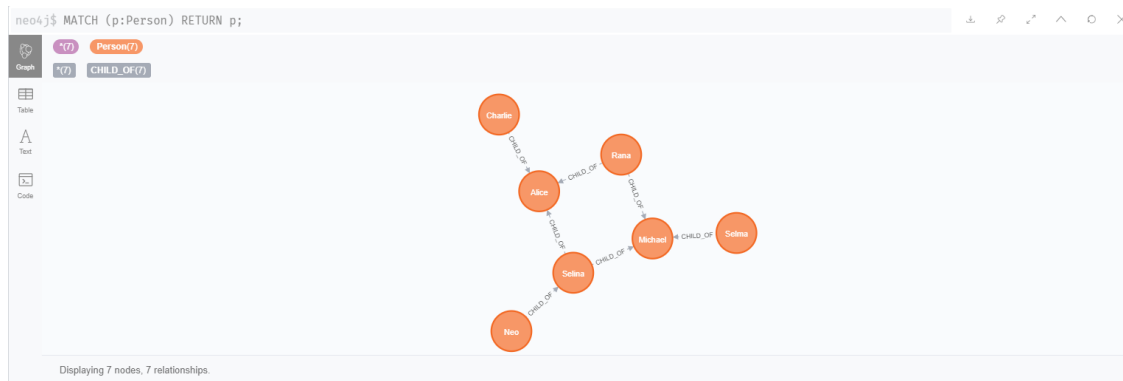 neo4j$ MATCH (p:Person) RETURN p;
*(7) Person(7)
*(7) CHILD_OF(7)
Graph
Table
Text
Code
Charlie
CHILD_OF
Rana
CHILD_OF
CHILD_OF
Alice
CHILD_OF
Michael
CHILD_OF
Selma
CHILD_OF
Selina
CHILD_OF
Neo
Displaying 7 nodes, 7 relationships.